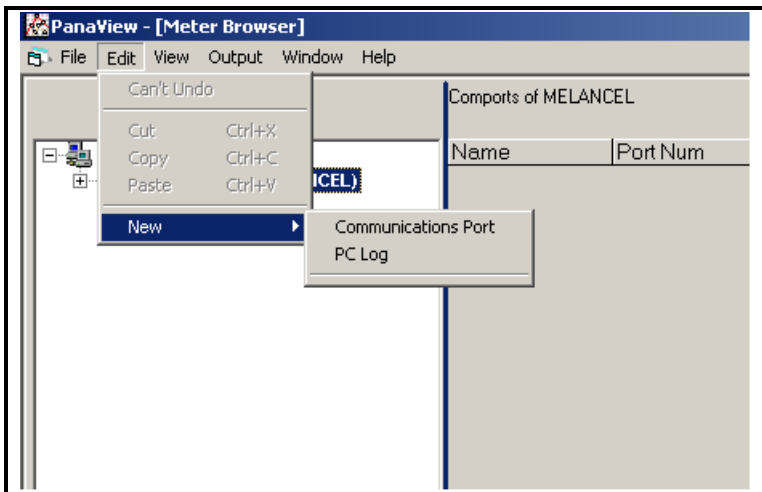 PanaView - [Meter Browser]
File Edit View Output Window Help
Can't Undo
Cut Ctrl+X
Copy Ctrl+C
Paste Ctrl+V
New
Communications Port
PC Log
Comports of MELANCEL
Name Port Num
NCEL)